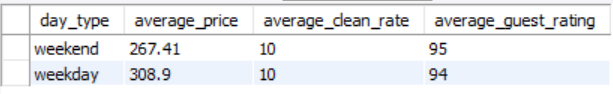 day_type average_price average_clean_rate average_guest_rating
weekend 267.41 10 95
weekday 308.9 10 94